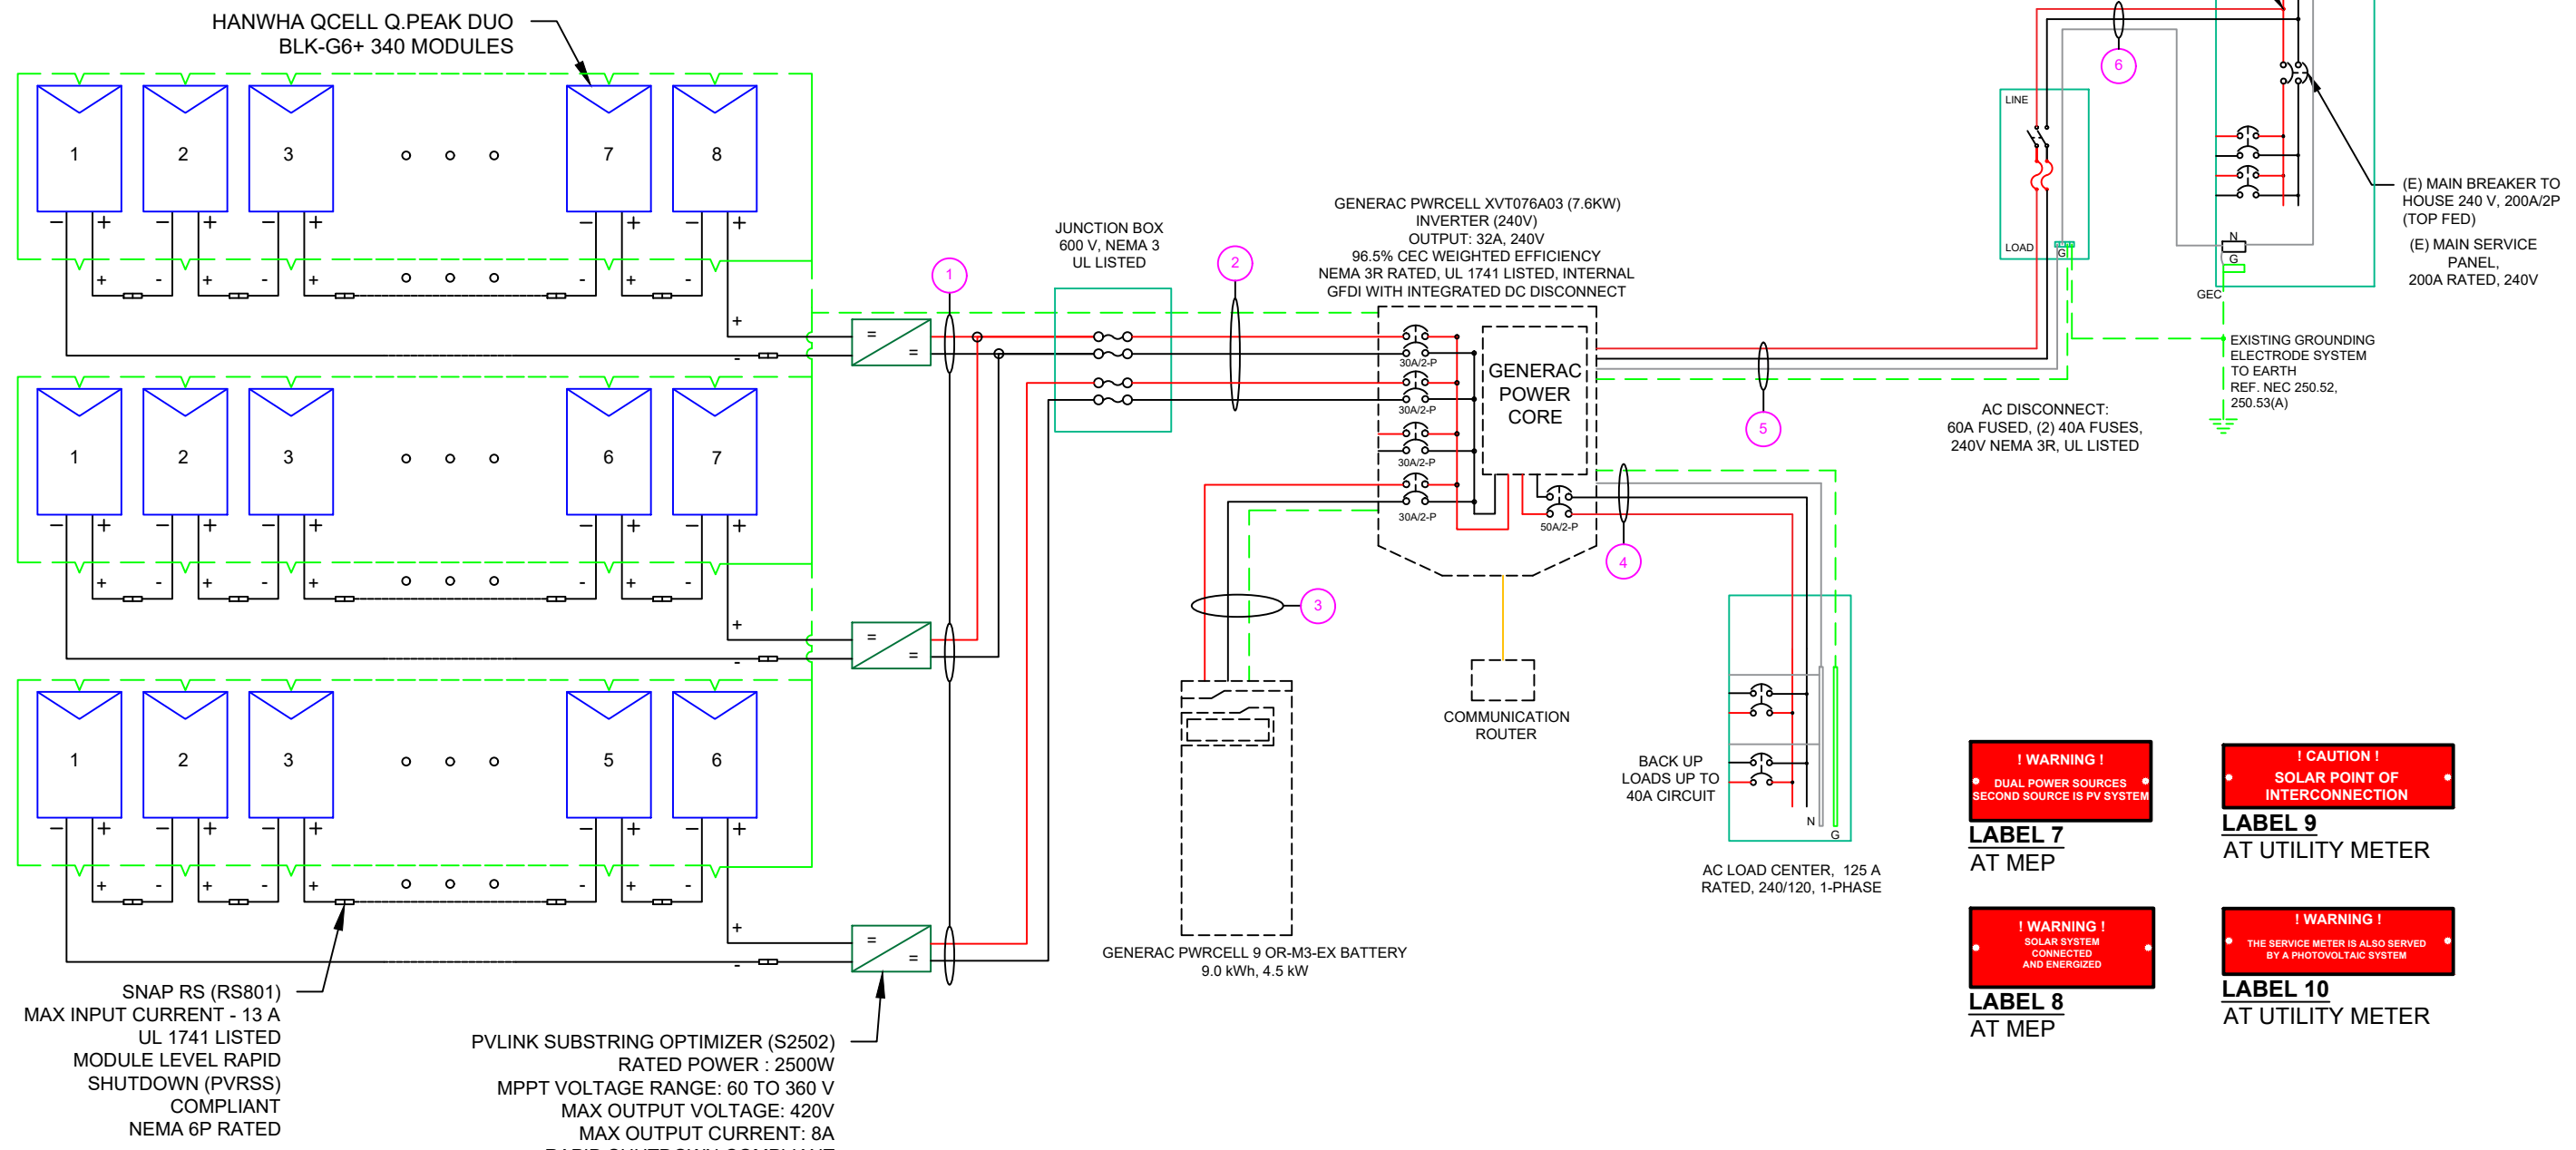 HANWHA QCELL Q.PEAK DUO
BLK-G6+ 340 MODULES
1
2
3
7
8
− + − + − + − + − +
+ - + - + - -
+
-
1
2
3
6
7
− + − + − + − + − +
+ - + - + - -
+
-
1
2
3
5
6
− + − + − + − + − +
+ - + - + - -
+
-
=
=
=
=
=
=
SNAP RS (RS801)
MAX INPUT CURRENT - 13 A
UL 1741 LISTED
MODULE LEVEL RAPID
SHUTDOWN (PVRSS)
COMPLIANT
NEMA 6P RATED
PVLINK SUBSTRING OPTIMIZER (S2502)
RATED POWER : 2500W
MPPT VOLTAGE RANGE: 60 TO 360 V
MAX OUTPUT VOLTAGE: 420V
MAX OUTPUT CURRENT: 8A
RAPID SHUTDOWN COMPLIANT
1
JUNCTION BOX
600 V, NEMA 3
UL LISTED
2
GENERAC PWRCELL XVT076A03 (7.6KW)
INVERTER (240V)
OUTPUT: 32A, 240V
96.5% CEC WEIGHTED EFFICIENCY
NEMA 3R RATED, UL 1741 LISTED, INTERNAL
GFDI WITH INTEGRATED DC DISCONNECT
30A/2-P
30A/2-P
30A/2-P
30A/2-P
GENERAC
POWER
CORE
50A/2-P
3
GENERAC PWRCELL 9 OR-M3-EX BATTERY
9.0 kWh, 4.5 kW
COMMUNICATION
ROUTER
4
5
BACK UP
LOADS UP TO
40A CIRCUIT
N
G
AC LOAD CENTER, 125 A
RATED, 240/120, 1-PHASE
6
LINE
LOAD
G
AC DISCONNECT:
60A FUSED, (2) 40A FUSES,
240V NEMA 3R, UL LISTED
N
G
GEC
(E) MAIN BREAKER TO
HOUSE 240 V, 200A/2P
(TOP FED)
(E) MAIN SERVICE
PANEL,
200A RATED, 240V
EXISTING GROUNDING
ELECTRODE SYSTEM
TO EARTH
REF. NEC 250.52,
250.53(A)
! WARNING !
DUAL POWER SOURCES
SECOND SOURCE IS PV SYSTEM
LABEL 7
AT MEP
! CAUTION !
SOLAR POINT OF
INTERCONNECTION
LABEL 9
AT UTILITY METER
! WARNING !
SOLAR SYSTEM
CONNECTED
AND ENERGIZED
LABEL 8
AT MEP
! WARNING !
THE SERVICE METER IS ALSO SERVED
BY A PHOTOVOLTAIC SYSTEM
LABEL 10
AT UTILITY METER